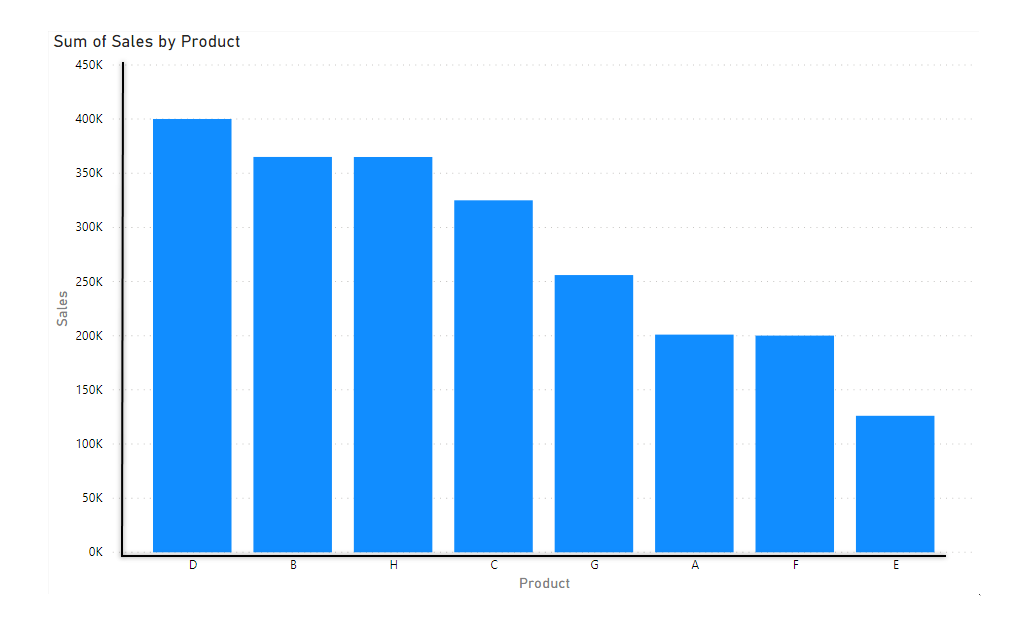 Sum of Sales by Product
450K
400K
350K
300K
250K
200K
150K
100K
50K
0K
Sales
D B H C G A F E
Product